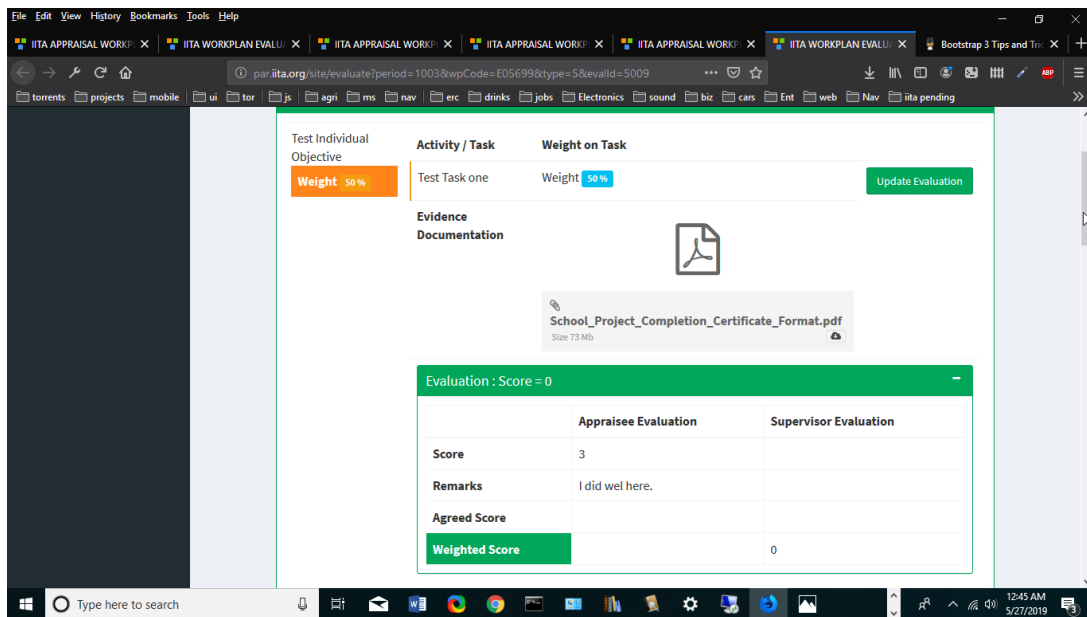 File Edit View History Bookmarks Tools Help
IITA APPRAISAL WORKP IITA WORKPLAN EVALU IITA APPRAISAL WORKP IITA APPRAISAL WORKP IITA APPRAISAL WORKP IITA WORKPLAN EVALU Bootstrap 3 Tips and Tric
par.iita.org/site/evaluate?period=1003&wpCode=E05699&type=5&evalId=5009 ABP
torrents projects mobile ui tor js agri ms nav erc drinks jobs Electronics sound biz cars Ent web Nav iita pending
Test Individual
Objective
Weight 50 %
Activity / Task Weight on Task
Test Task one Weight 50 % Update Evaluation
Evidence
Documentation
School_Project_Completion_Certificate_Format.pdf
Size 73 Mb
Evaluation : Score = 0
Appraisee Evaluation Supervisor Evaluation
Score 3
Remarks I did wel here.
Agreed Score
Weighted Score 0
Type here to search
12:45 AM
5/27/2019
3